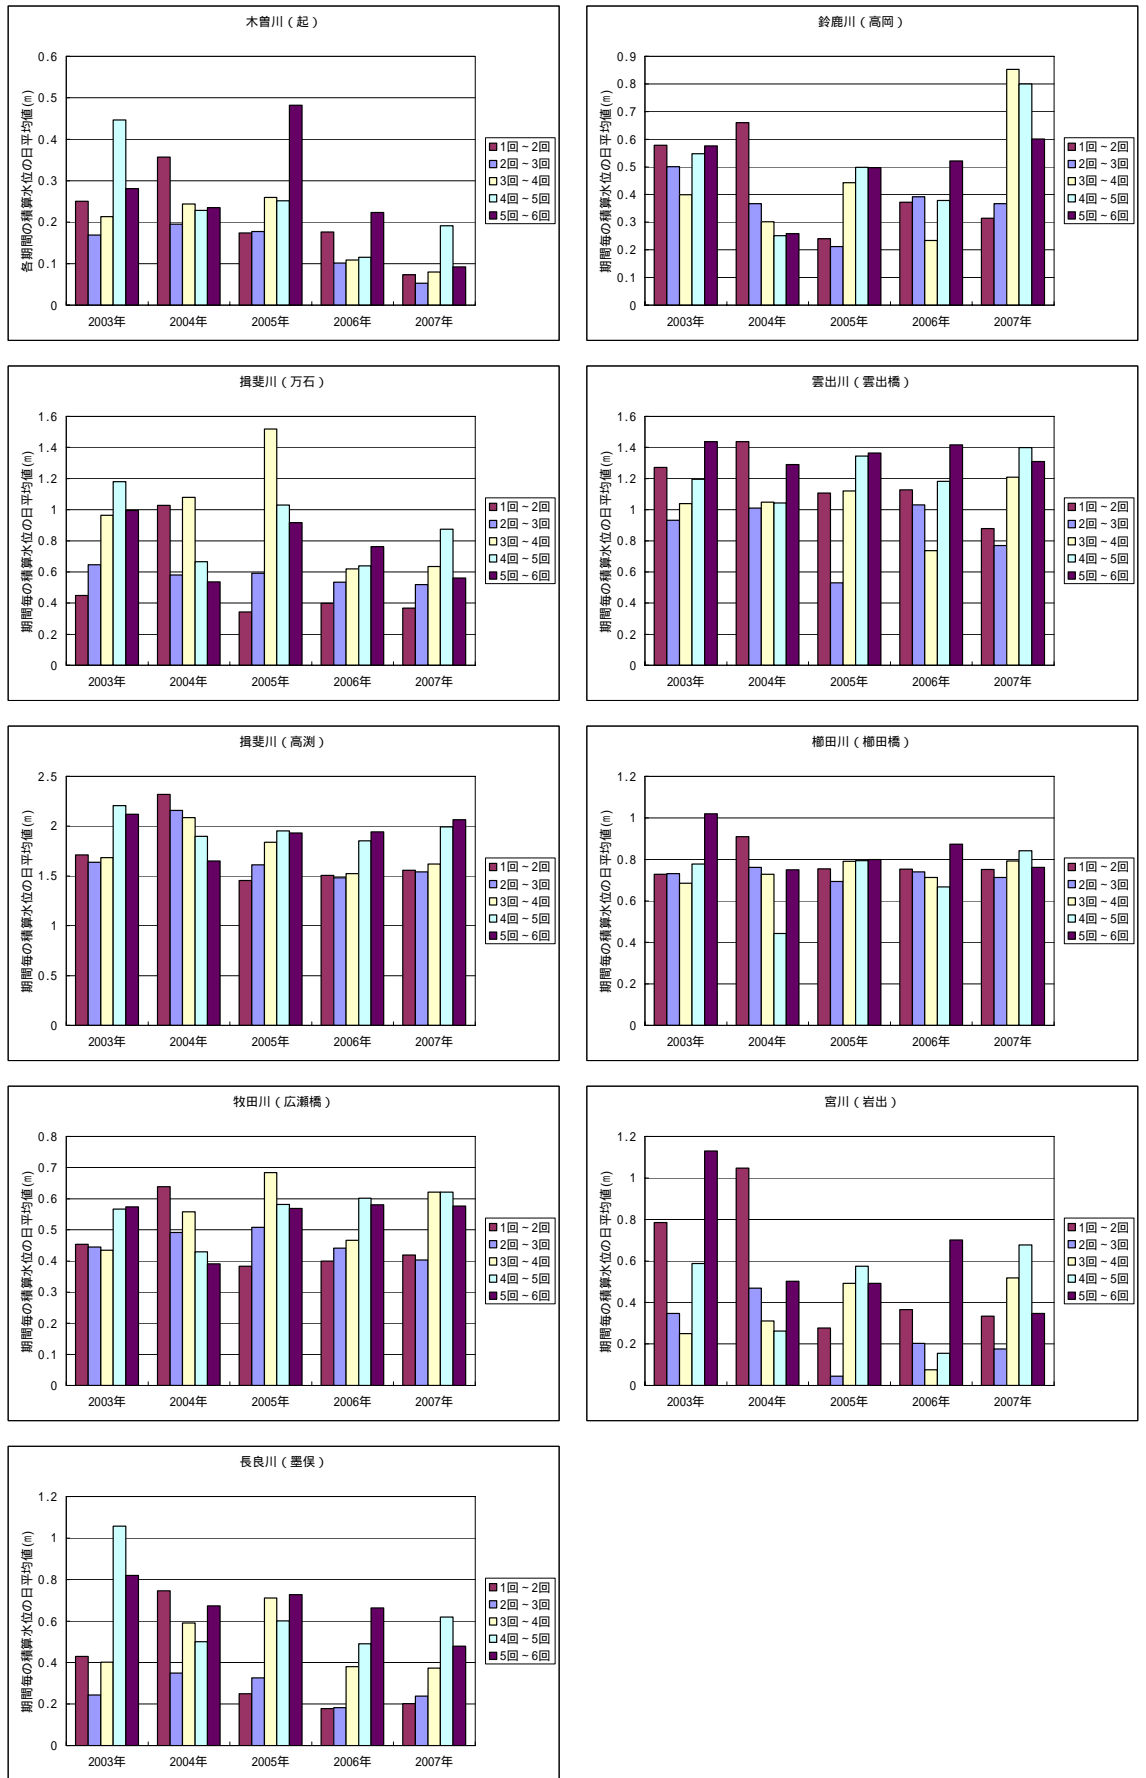 木曽川（起）
各期間の積算水位の日平均値(m)
0.6
0.5
0.4
0.3
0.2
0.1
0
2003年 2004年 2005年 2006年 2007年
1回～2回
2回～3回
3回～4回
4回～5回
5回～6回
鈴鹿川（高岡）
期間毎の積算水位の日平均値(m)
0.9
0.8
0.7
0.6
0.5
0.4
0.3
0.2
0.1
0
2003年 2004年 2005年 2006年 2007年
1回～2回
2回～3回
3回～4回
4回～5回
5回～6回
揖斐川（万石）
期間毎の積算水位の日平均値(m)
1.6
1.4
1.2
1
0.8
0.6
0.4
0.2
0
2003年 2004年 2005年 2006年 2007年
1回～2回
2回～3回
3回～4回
4回～5回
5回～6回
雲出川（雲出橋）
期間毎の積算水位の日平均値(m)
1.6
1.4
1.2
1
0.8
0.6
0.4
0.2
0
2003年 2004年 2005年 2006年 2007年
1回～2回
2回～3回
3回～4回
4回～5回
5回～6回
揖斐川（高渕）
期間毎の積算水位の日平均値(m)
2.5
2
1.5
1
0.5
0
2003年 2004年 2005年 2006年 2007年
1回～2回
2回～3回
3回～4回
4回～5回
5回～6回
櫛田川（櫛田橋）
期間毎の積算水位の日平均値(m)
1.2
1
0.8
0.6
0.4
0.2
0
2003年 2004年 2005年 2006年 2007年
1回～2回
2回～3回
3回～4回
4回～5回
5回～6回
牧田川（広瀬橋）
期間毎の積算水位の日平均値(m)
0.8
0.7
0.6
0.5
0.4
0.3
0.2
0.1
0
2003年 2004年 2005年 2006年 2007年
1回～2回
2回～3回
3回～4回
4回～5回
5回～6回
宮川（岩出）
期間毎の積算水位の日平均値(m)
1.2
1
0.8
0.6
0.4
0.2
0
2003年 2004年 2005年 2006年 2007年
1回～2回
2回～3回
3回～4回
4回～5回
5回～6回
長良川（墨俣）
期間毎の積算水位の日平均値(m)
1.2
1
0.8
0.6
0.4
0.2
0
2003年 2004年 2005年 2006年 2007年
1回～2回
2回～3回
3回～4回
4回～5回
5回～6回